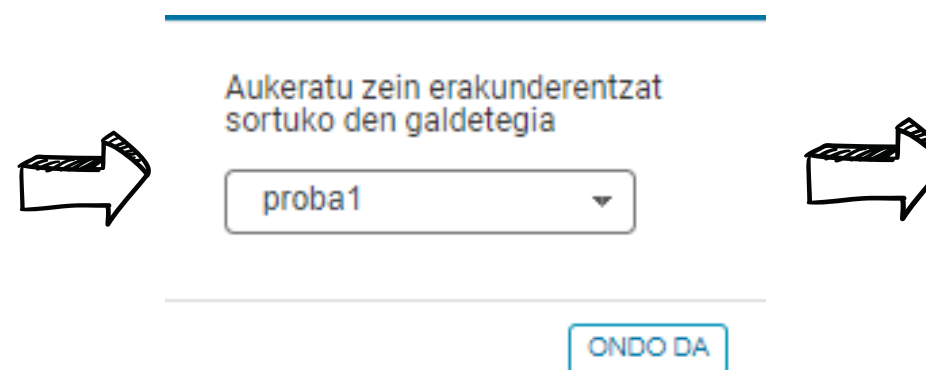 Aukeratu zein erakunderentzat
sortuko den galdetegia
proba1
ONDO DA